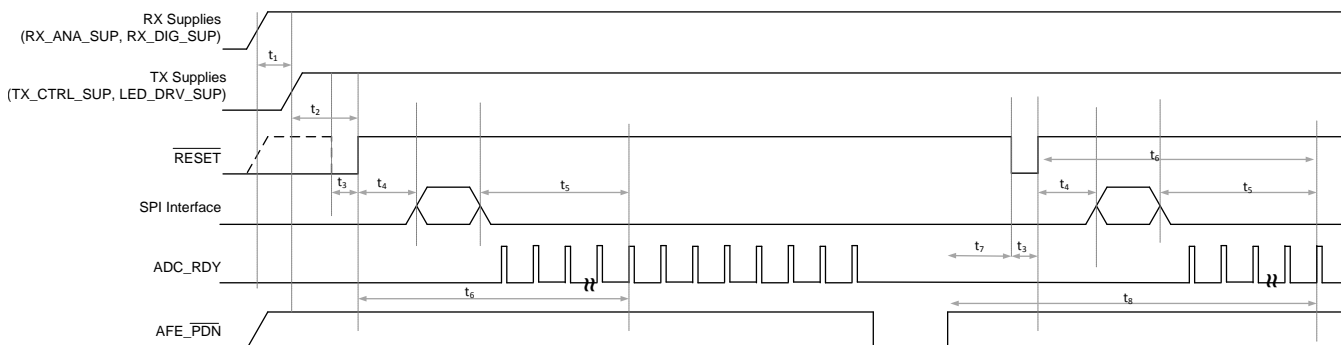 RX Supplies
(RX_ANA_SUP, RX_DIG_SUP)
t1
TX Supplies
(TX_CTRL_SUP, LED_DRV_SUP)
t2
RESET
t6
t3
t4
t5
t4
t5
SPI Interface
t7
t3
ADC_RDY
t6
t8
AFE_PDN